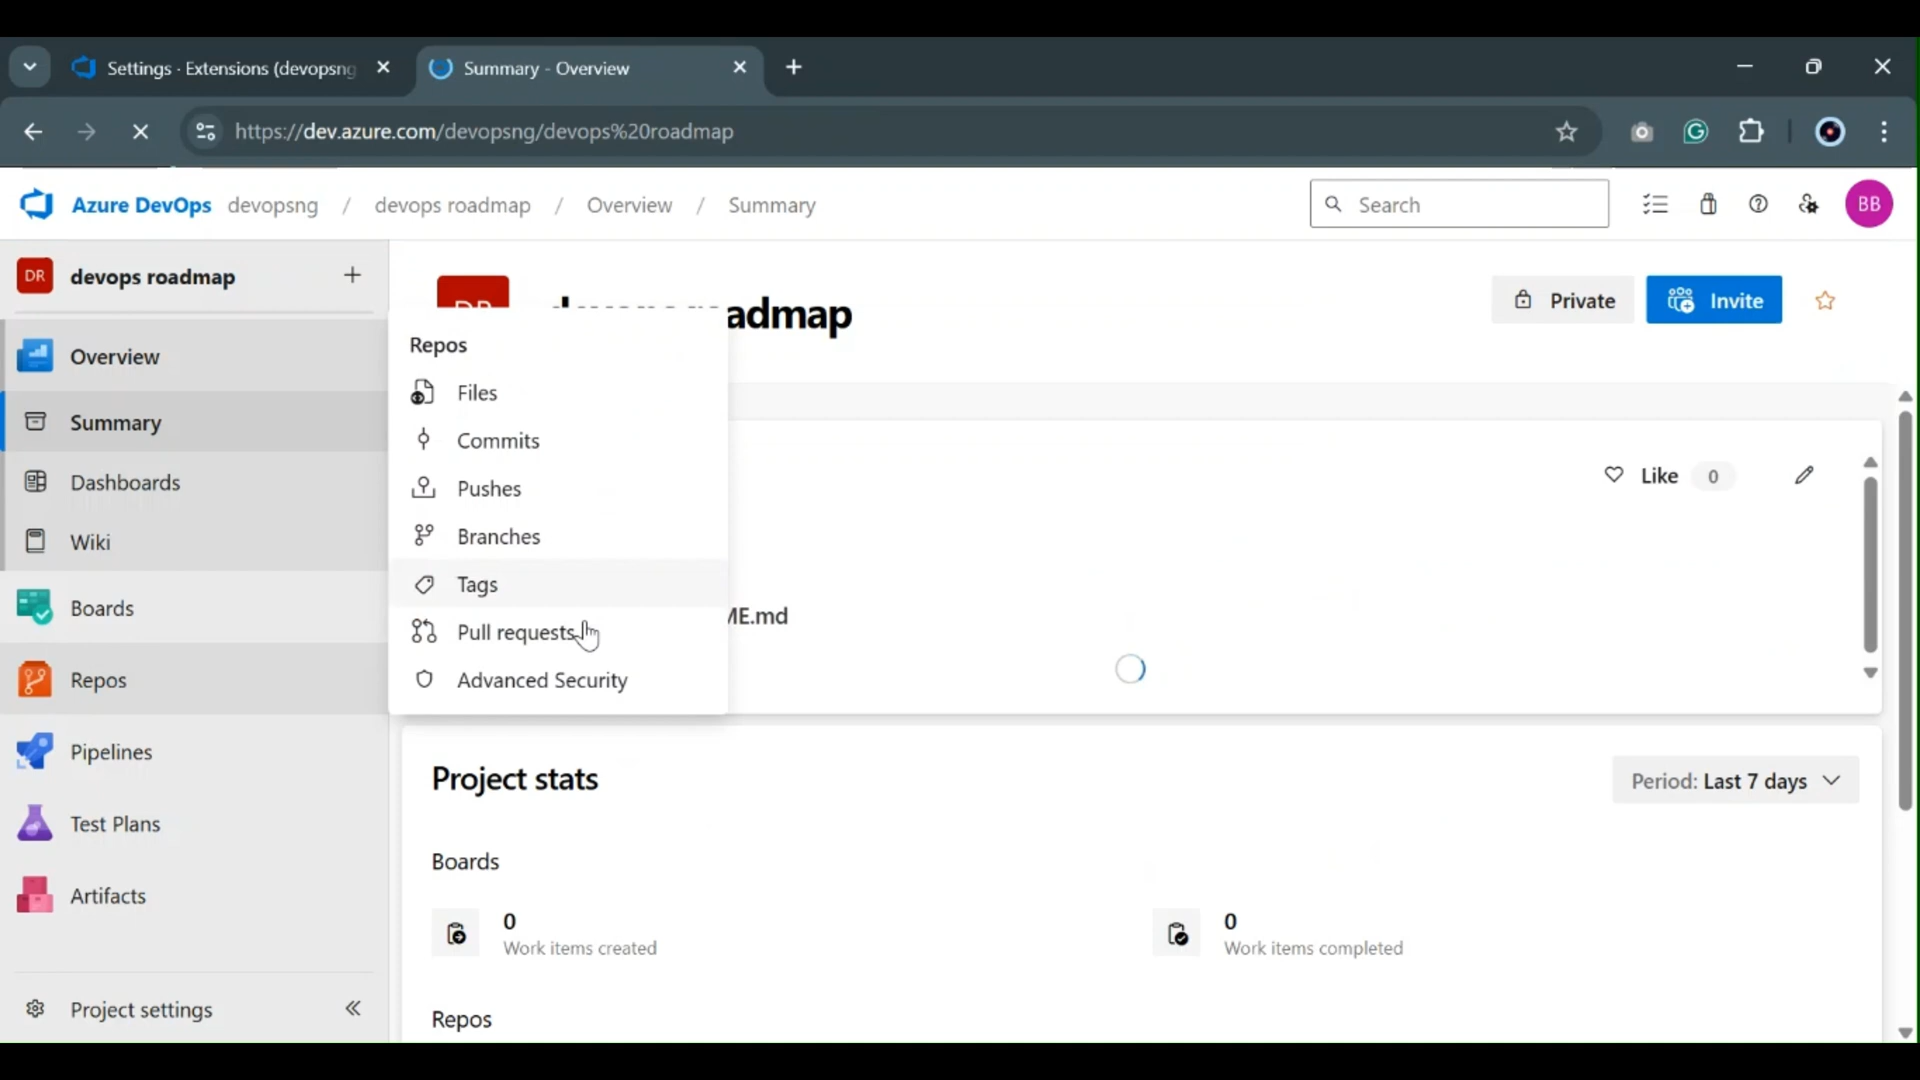 Settings · Extensions (devopsng
Summary - Overview
https://dev.azure.com/devopsng/devops%20roadmap
Azure DevOps devopsng / devops roadmap / Overview / Summary
Search
BB
DR devops roadmap
Overview
Summary
Dashboards
Wiki
Boards
Repos
Pipelines
Test Plans
Artifacts
Project settings
Repos
Files
Commits
Pushes
Branches
Tags
Pull requests
Advanced Security
admap
Private
Invite
Like 0
ME.md
Project stats
Period: Last 7 days
Boards
0
Work items created
0
Work items completed
Repos